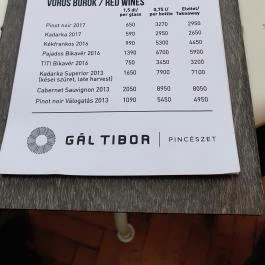 VÖRÖS BOROK / RED WINES
1,5 dl/ 0,75 l/ Elvitel/
per glass per bottle Takeaway
Pinot noir 2017 650 3270 2950
Kadarka 2017 590 2950 2650
Kékfrankos 2016 990 5300 4450
Pajados Bikavér 2016 1390 6700 5900
TITI Bikavér 2016 750 3450 3200
Kadarka Superior 2013 1650 7900 7100
(kései szüret, late harvest)
Cabernet Sauvignon 2013 2050 8950 8050
Pinot noir Válogatás 2013 1090 5450 4950
GÁL TIBOR PINCÉSZET